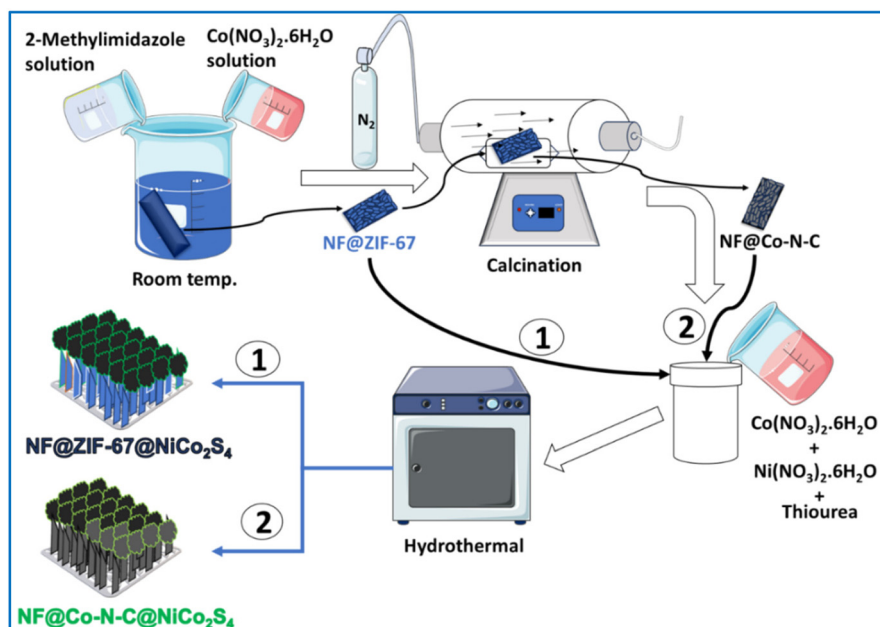 2-Methylimidazole
solution
Co(NO₃)₂.6H₂O
solution
N₂
NF@ZIF-67
Room temp.
Calcination
NF@Co-N-C
1
2
1
NF@ZIF-67@NiCo₂S₄
2
NF@Co-N-C@NiCo₂S₄
Hydrothermal
Co(NO₃)₂.6H₂O
+
Ni(NO₃)₂.6H₂O
+
Thiourea